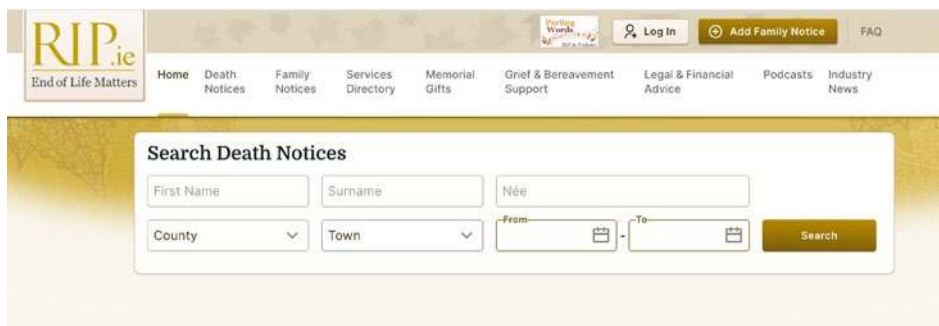 RIP.ie
End of Life Matters
Parting
Words
Log In
Add Family Notice
FAQ
Home
Death
Notices
Family
Notices
Services
Directory
Memorial
Gifts
Grief & Bereavement
Support
Legal & Financial
Advice
Podcasts
Industry
News
Search Death Notices
First Name
Surname
Née
County
Town
From
-
To
Search